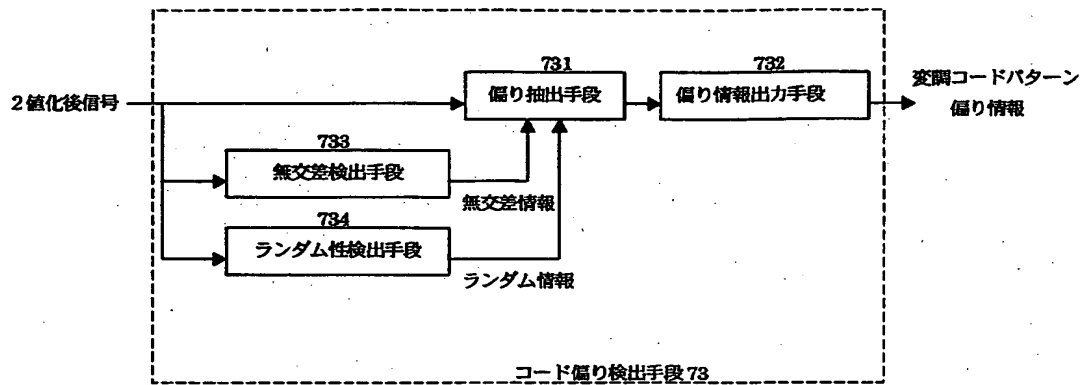 731
732
２値化後信号
偏り抽出手段
偏り情報出力手段
変調コードパターン
偏り情報
733
無交差検出手段
無交差情報
734
ランダム性検出手段
ランダム情報
コード偏り検出手段73